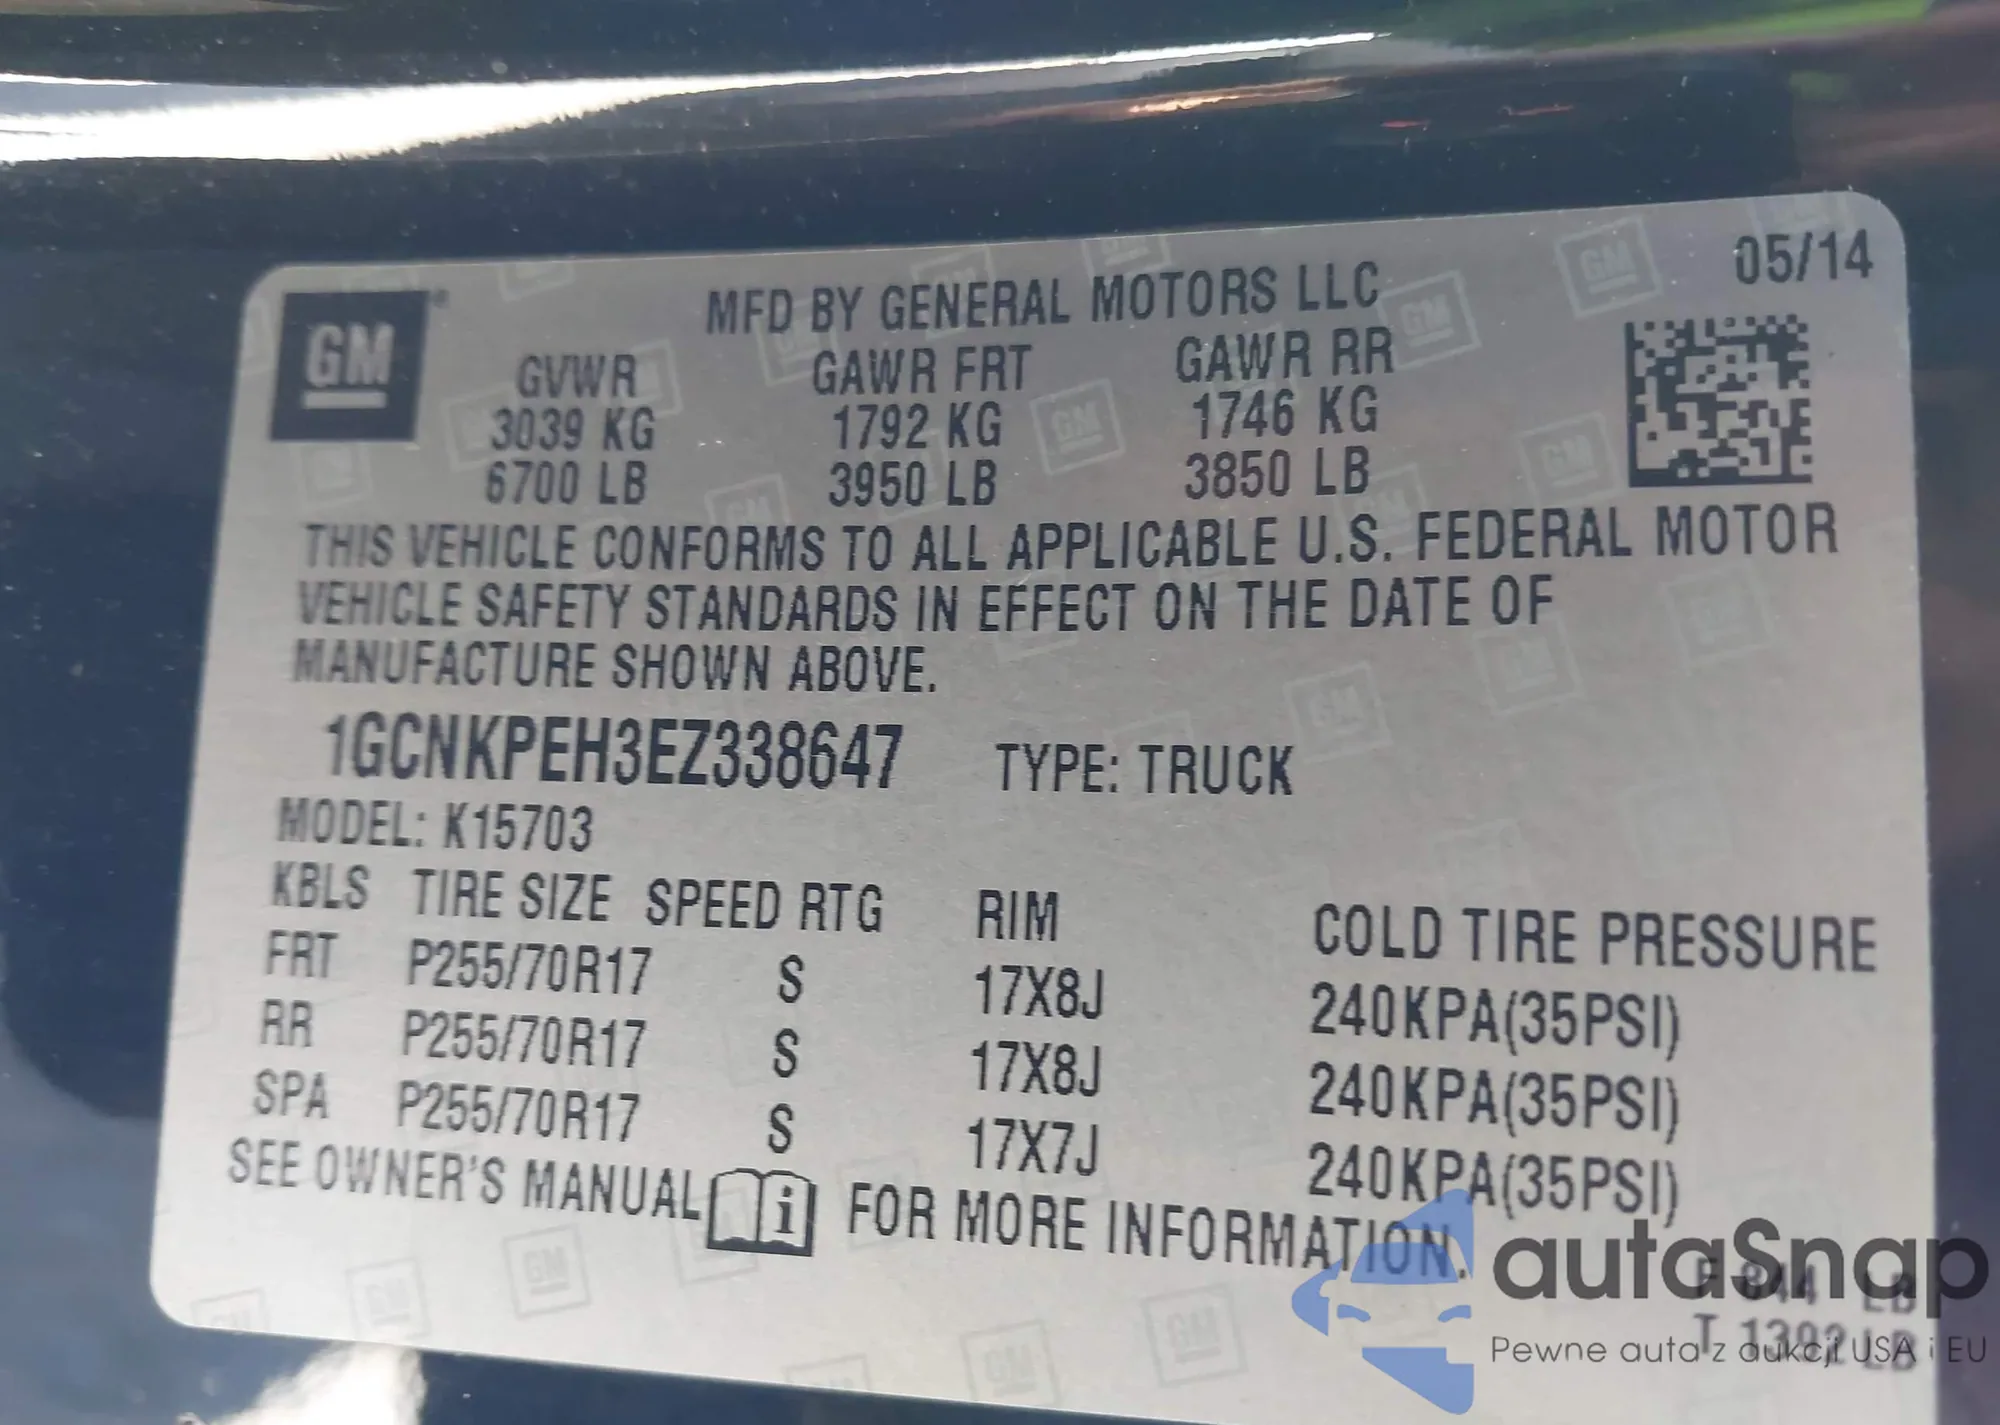 GM
MFD BY GENERAL MOTORS LLC
05/14
GVWR GAWR FRT GAWR RR
3039 KG 1792 KG 1746 KG
6700 LB 3950 LB 3850 LB
THIS VEHICLE CONFORMS TO ALL APPLICABLE U.S. FEDERAL MOTOR
VEHICLE SAFETY STANDARDS IN EFFECT ON THE DATE OF
MANUFACTURE SHOWN ABOVE.
1GCNKPEH3EZ338647 TYPE: TRUCK
MODEL: K15703
KBLS TIRE SIZE SPEED RTG RIM COLD TIRE PRESSURE
FRT P255/70R17 S 17X8J 240KPA(35PSI)
RR P255/70R17 S 17X8J 240KPA(35PSI)
SPA P255/70R17 S 17X7J 240KPA(35PSI)
SEE OWNER'S MANUAL i FOR MORE INFORMATION.
autaSnap
F 844 LB
T 1392 LB
Pewne auta z aukcji USA i EU